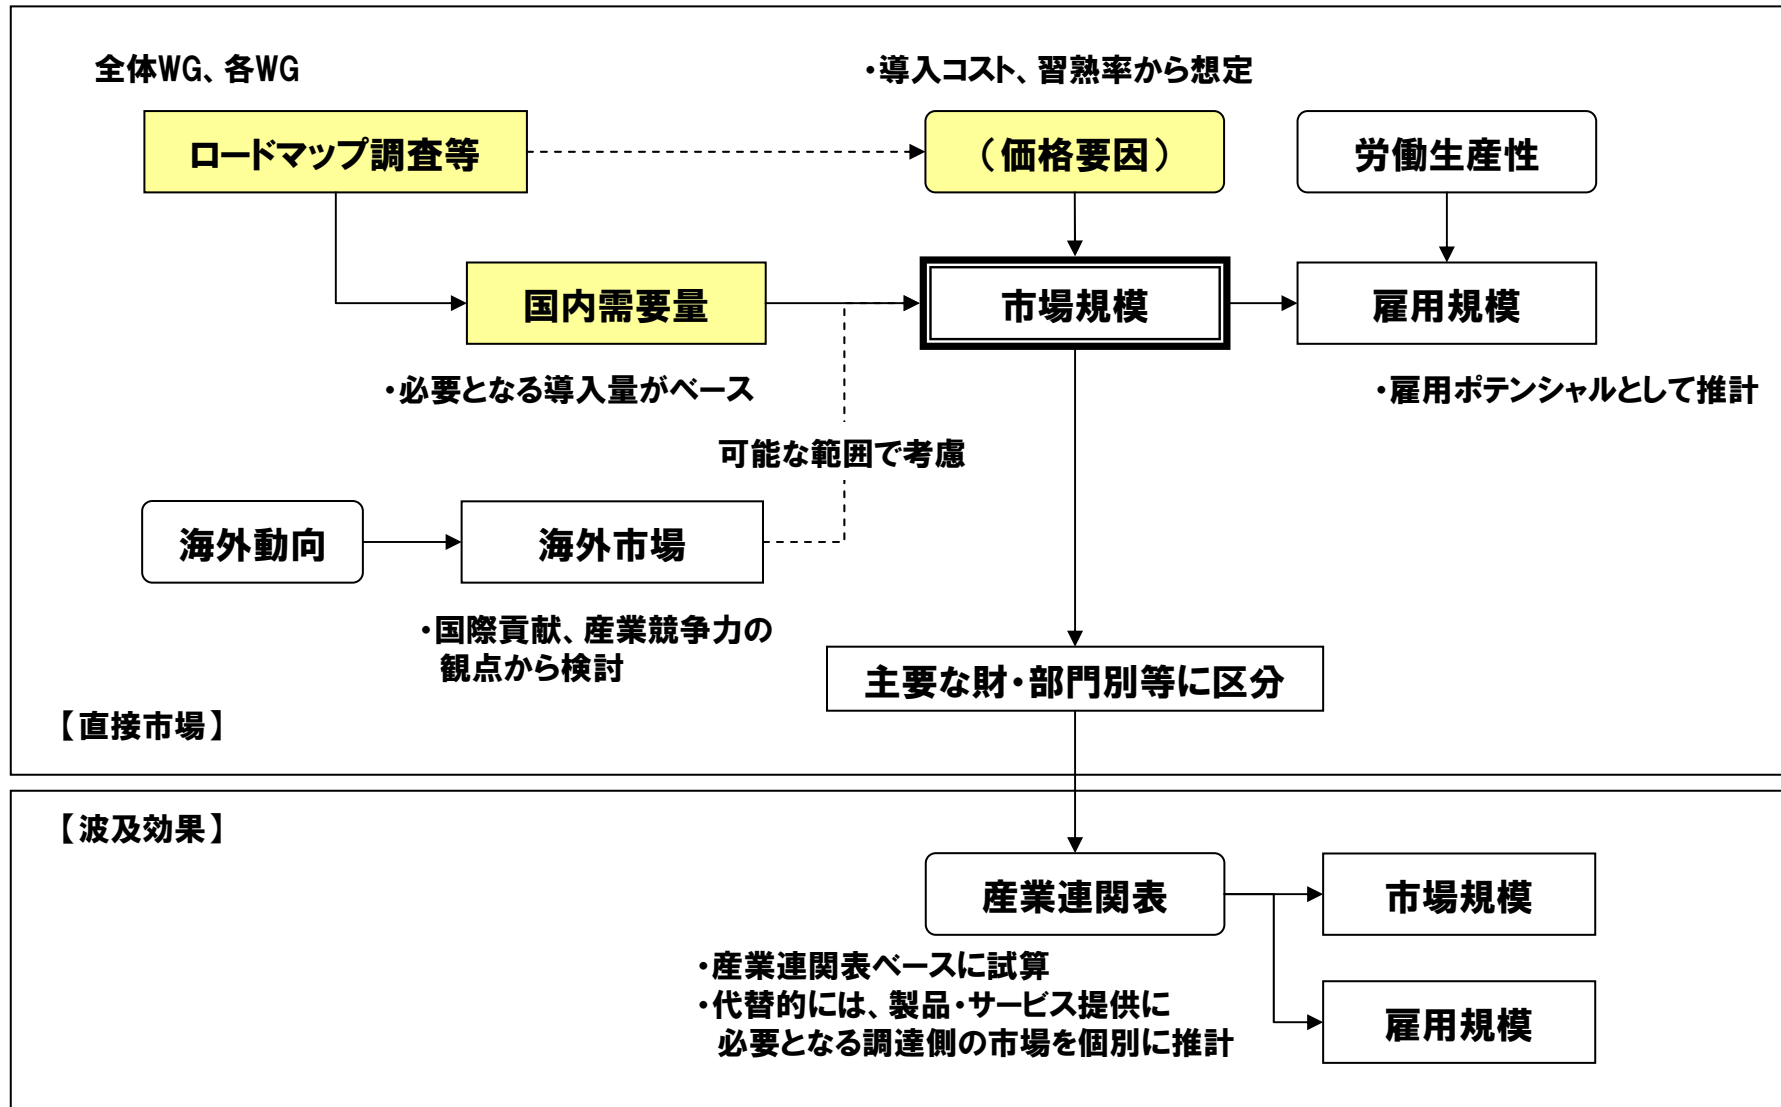 全体WG、各WG
・導入コスト、習熟率から想定
ロードマップ調査等
（価格要因）
労働生産性
国内需要量
市場規模
雇用規模
・必要となる導入量がベース
・雇用ポテンシャルとして推計
可能な範囲で考慮
海外動向
海外市場
・国際貢献、産業競争力の
観点から検討
主要な財・部門別等に区分
【直接市場】
【波及効果】
産業連関表
市場規模
・産業連関表ベースに試算
・代替的には、製品・サービス提供に
必要となる調達側の市場を個別に推計
雇用規模